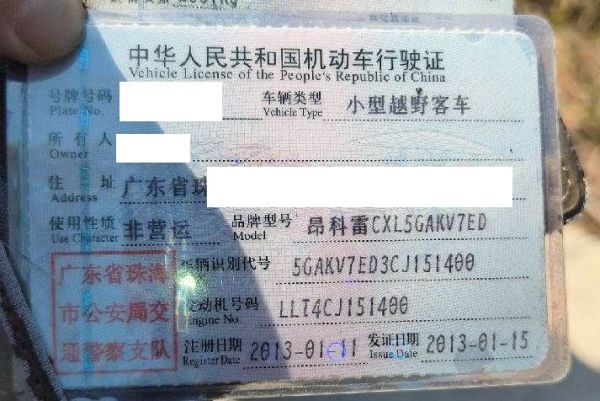 中华人民共和国机动车行驶证
Vehicle License of the People's Republic of China
号牌号码 车辆类型 小型越野客车
Plate No. Vehicle Type
所有人
Owner
住址 广东省珠
Address
使用性质 非营运 品牌型号 昂科雷CXL5GAKV7ED
Use Character Model
广东省珠海 车辆识别代号 5GAKV7ED3CJ151400
市公安局交 发动机号码 LLT4CJ151400
Engine No.
通警察支队 注册日期 2013-01-11 发证日期 2013-01-15
Register Date Issue Date